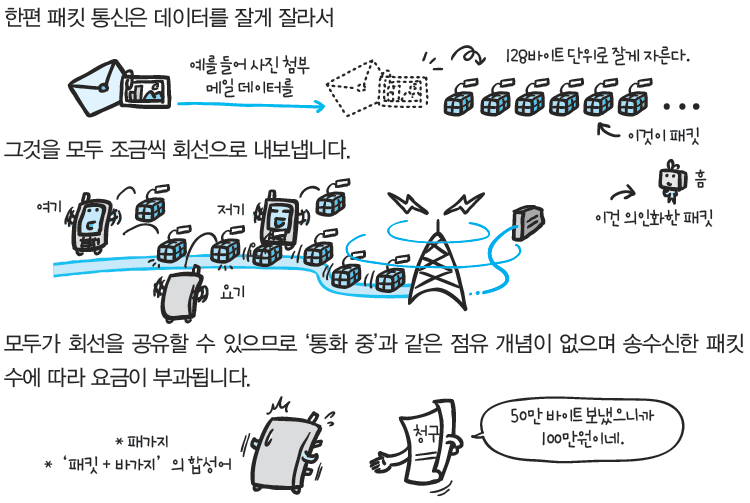 한편 패킷 통신은 데이터를 잘게 잘라서
예를 들어 사진 첨부
메일 데이터를
128바이트 단위로 잘게 자른다.
이것이 패킷
그것을 모두 조금씩 회선으로 내보냅니다.
여기
저기
요기
흠
이건 의인화한 패킷
모두가 회선을 공유할 수 있으므로 ‘통화 중’과 같은 점유 개념이 없으며 송수신한 패킷
수에 따라 요금이 부과됩니다.
* 패가지
* ‘패킷 + 바가지’의 합성어
청구
50만 바이트 보냈으니까
100만원이네.